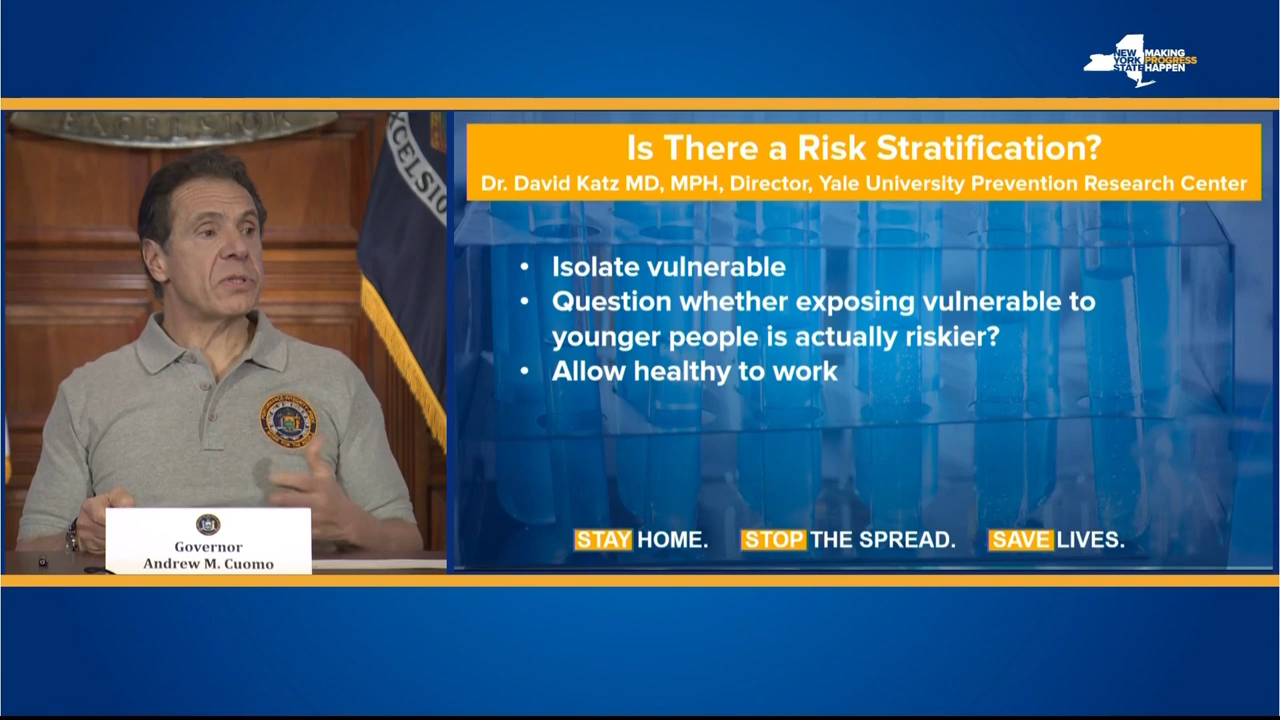 NEW
YORK
STATE
MAKING
PROGRESS
HAPPEN
EXCELSIOR
EXCELSIO
Is There a Risk Stratification?
Dr. David Katz MD, MPH, Director, Yale University Prevention Research Center
• Isolate vulnerable
• Question whether exposing vulnerable to
younger people is actually riskier?
• Allow healthy to work
STAY HOME. STOP THE SPREAD. SAVE LIVES.
Governor
Andrew M. Cuomo